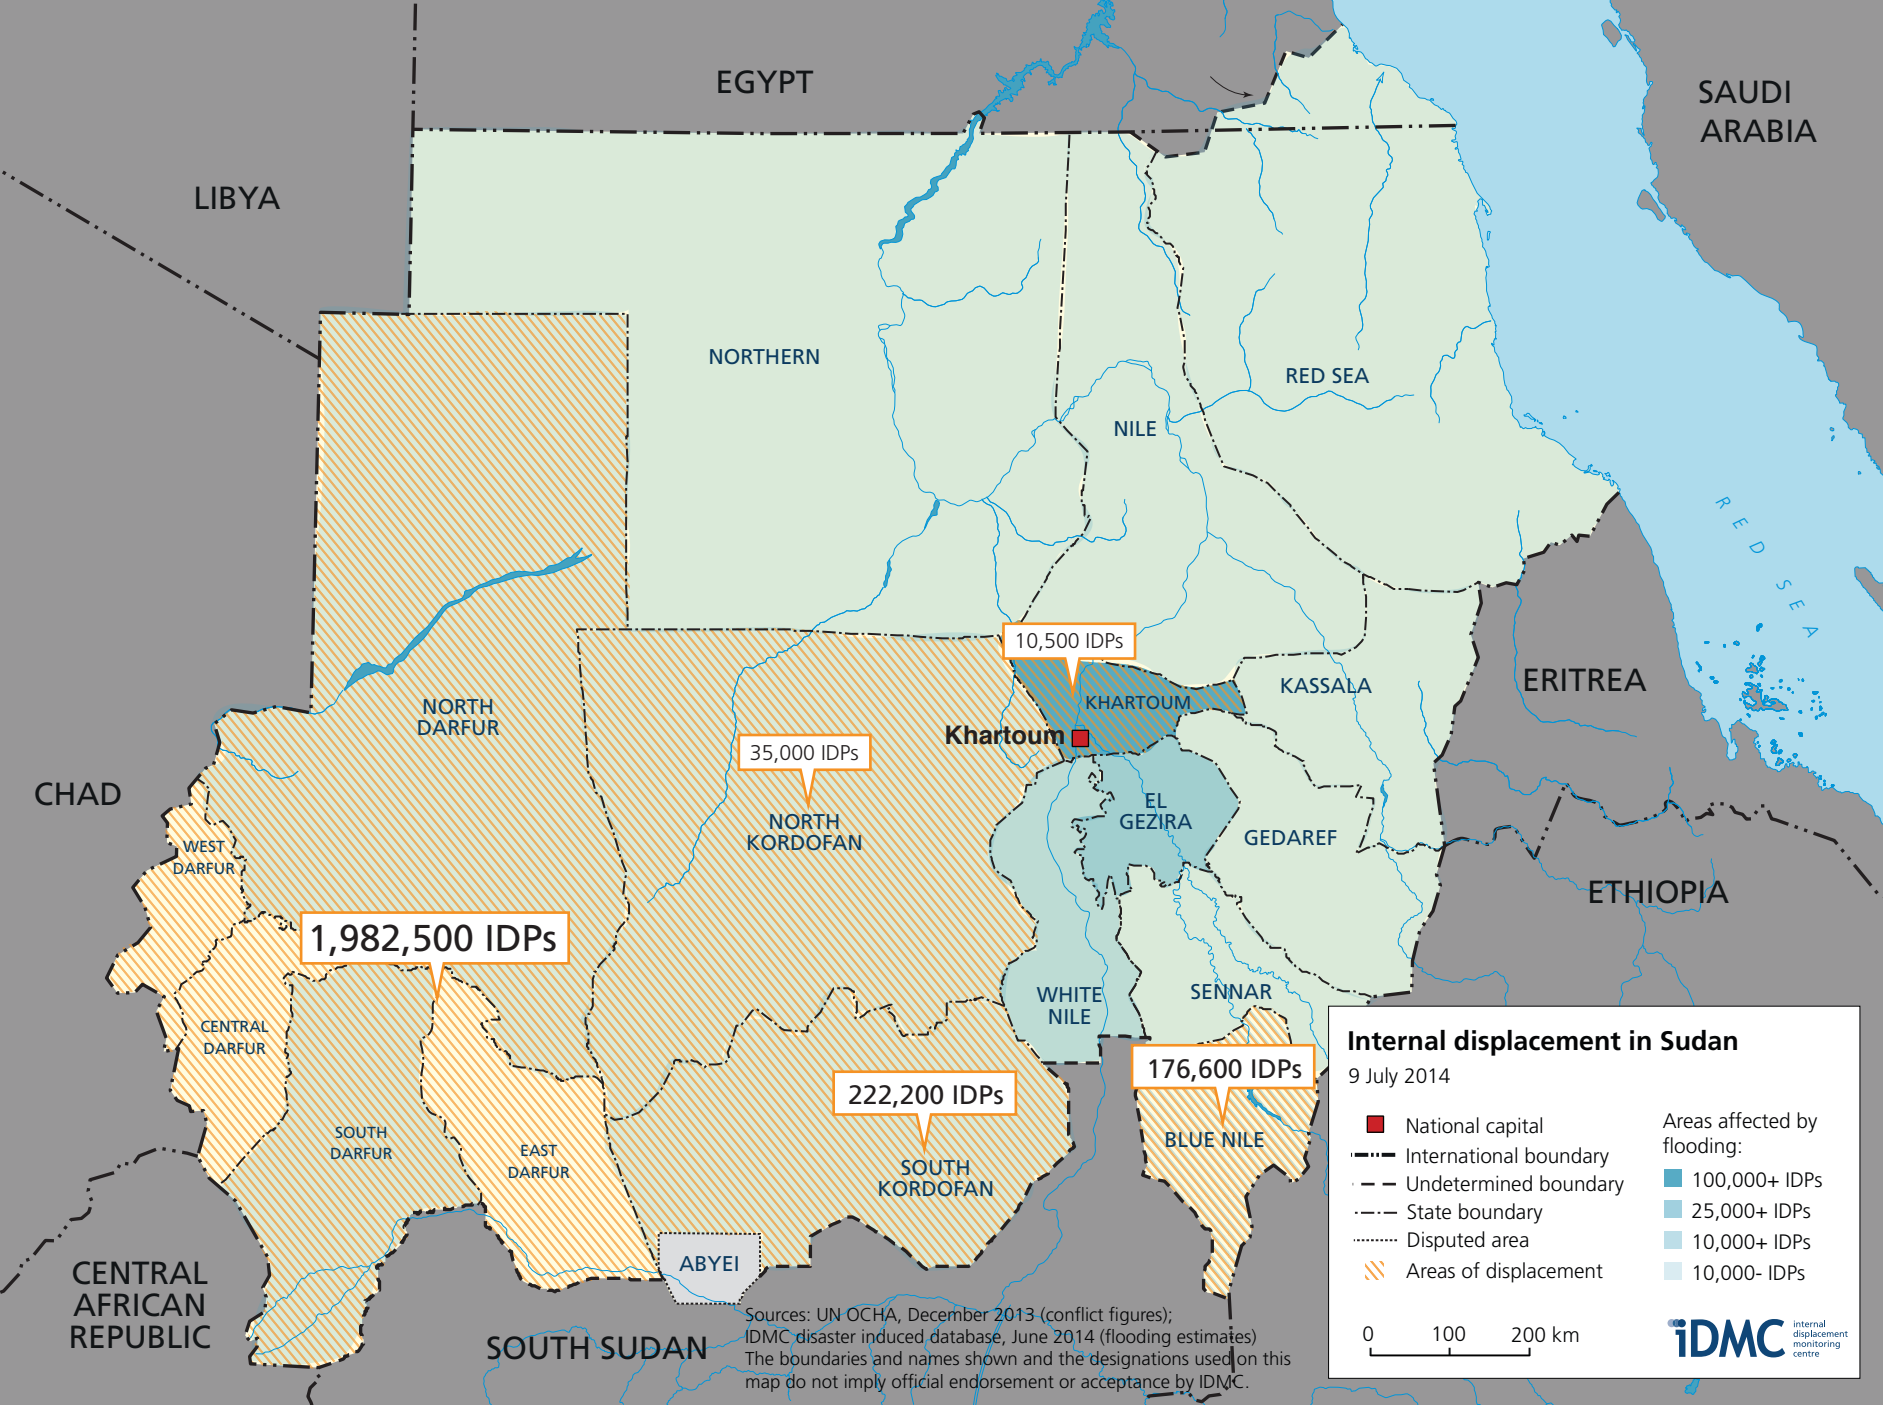 EGYPT
SAUDI
ARABIA
LIBYA
NORTHERN
RED SEA
NILE
RED SEA
10,500 IDPs
KASSALA
ERITREA
KHARTOUM
NORTH
DARFUR
Khartoum
35,000 IDPs
CHAD
EL
GEZIRA
NORTH
KORDOFAN
GEDAREF
WEST
DARFUR
ETHIOPIA
1,982,500 IDPs
WHITE
NILE
SENNAR
CENTRAL
DARFUR
222,200 IDPs
176,600 IDPs
SOUTH
DARFUR
EAST
DARFUR
BLUE NILE
SOUTH
KORDOFAN
ABYEI
CENTRAL
AFRICAN
REPUBLIC
SOUTH SUDAN
Sources: UN OCHA, December 2013 (conflict figures);
IDMC disaster induced database, June 2014 (flooding estimates)
The boundaries and names shown and the designations used on this
map do not imply official endorsement or acceptance by IDMC.
Internal displacement in Sudan
9 July 2014
National capital
International boundary
Undetermined boundary
State boundary
Disputed area
Areas of displacement
Areas affected by
flooding:
100,000+ IDPs
25,000+ IDPs
10,000+ IDPs
10,000- IDPs
0 100 200 km
iDMC
internal
displacement
monitoring
centre